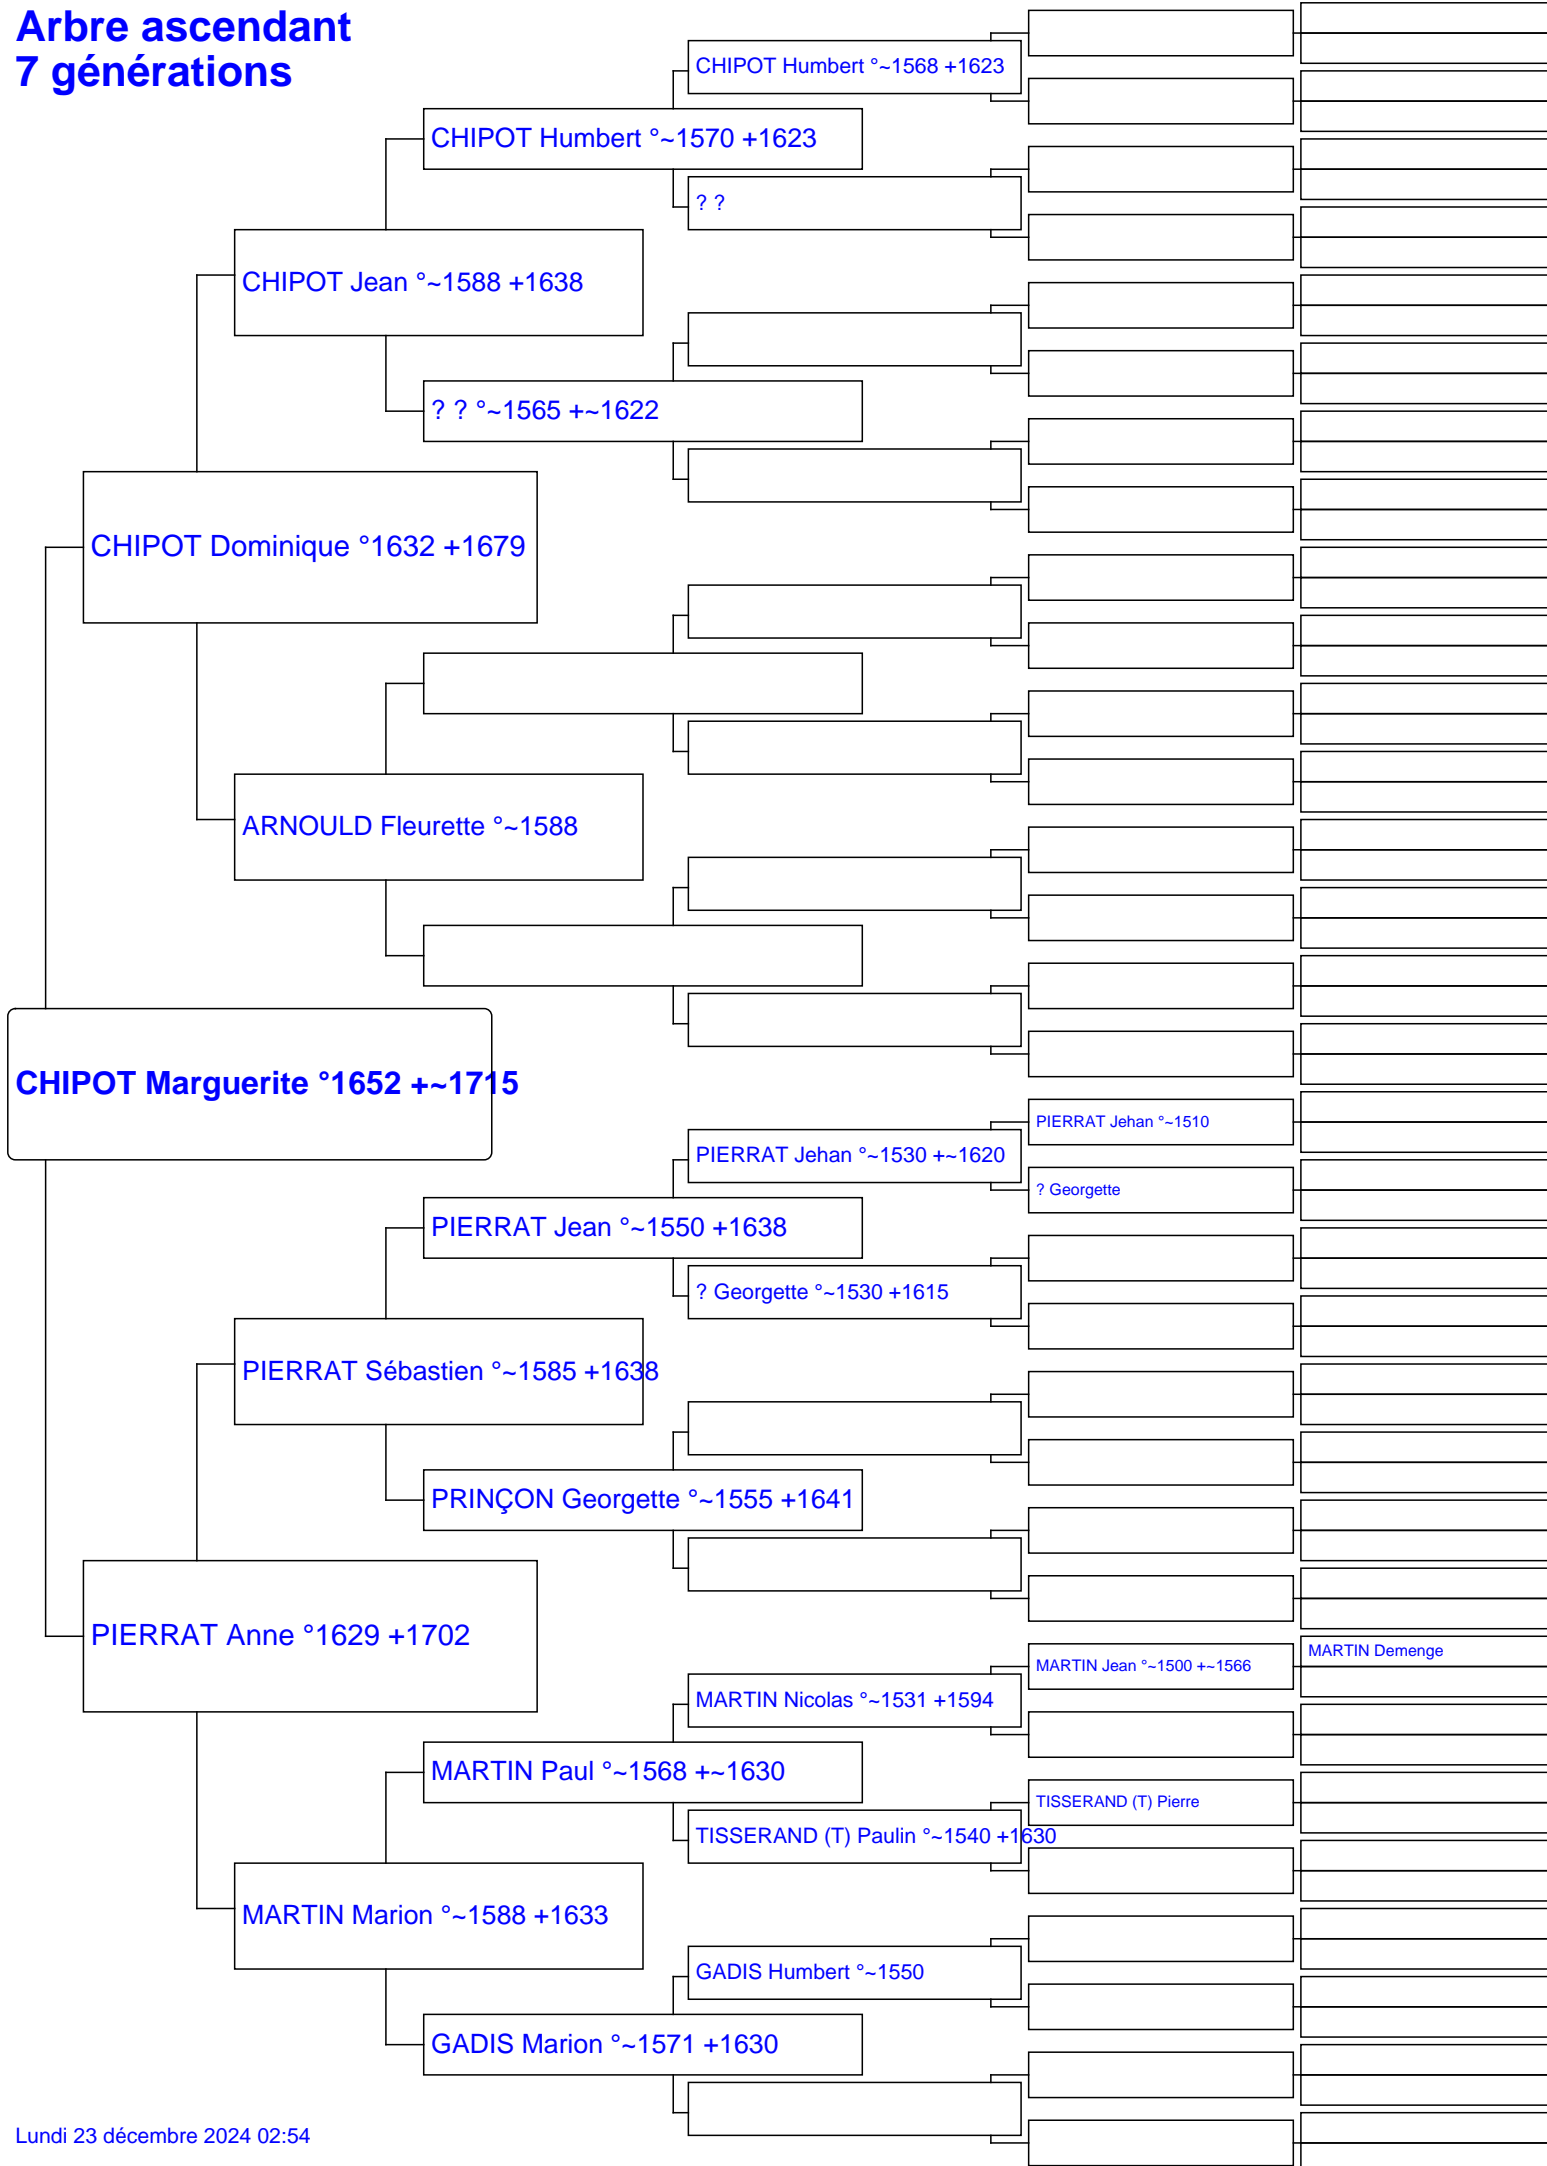 Arbre ascendant
7 générations
CHIPOT Humbert °~1568 +1623
CHIPOT Humbert °~1570 +1623
? ?
CHIPOT Jean °~1588 +1638
? ? °~1565 +~1622
CHIPOT Dominique °1632 +1679
ARNOULD Fleurette °~1588
CHIPOT Marguerite °1652 +~1715
PIERRAT Jehan °~1510
PIERRAT Jehan °~1530 +~1620
? Georgette
PIERRAT Jean °~1550 +1638
? Georgette °~1530 +1615
PIERRAT Sébastien °~1585 +1638
PRINÇON Georgette °~1555 +1641
PIERRAT Anne °1629 +1702
MARTIN Demenge
MARTIN Jean °~1500 +~1566
MARTIN Nicolas °~1531 +1594
MARTIN Paul °~1568 +~1630
TISSERAND (T) Pierre
TISSERAND (T) Paulin °~1540 +1630
MARTIN Marion °~1588 +1633
GADIS Humbert °~1550
GADIS Marion °~1571 +1630
Lundi 23 décembre 2024 02:54